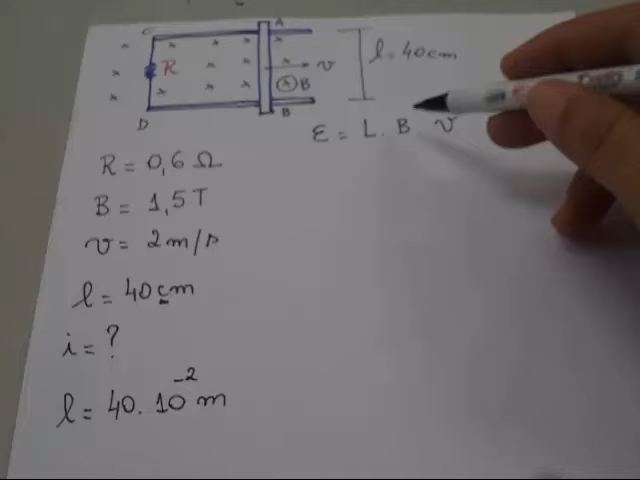 C A
R v
B
D B
l = 40cm
ε = L . B . v
R = 0,6 Ω
B = 1,5 T
v = 2 m/s
l = 40 cm
i = ?
l = 40 . 10⁻² m